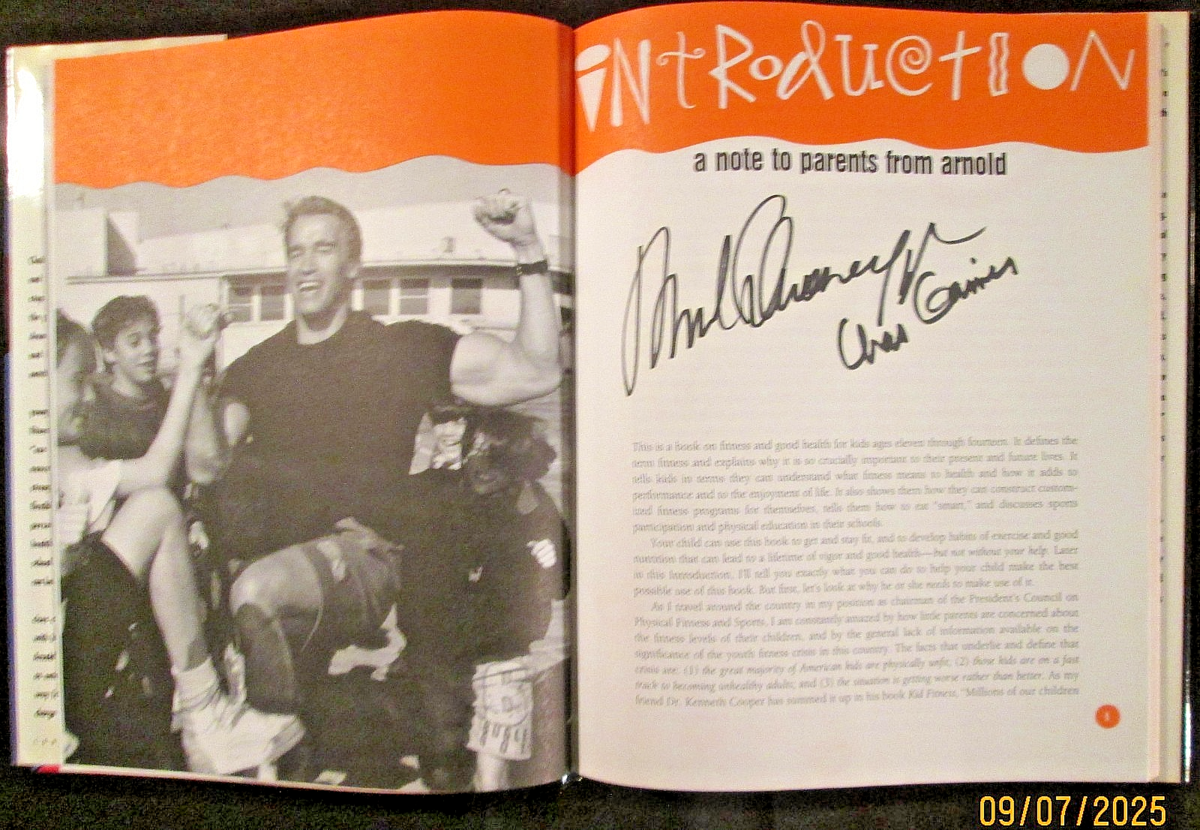 iNtRoduc@tIoN
a note to parents from arnold
Arnold Schwarzenegger
Chas Gaines
This is a book on fitness and good health for kids ages eleven through fourteen. It defines the
term fitness and explains why it is so crucially important to their present and future lives. It
tells kids in terms they can understand what fitness means to health and how it adds to
performance and so the enjoyment of life. It also shows them how they can construct custom-
ized fitness programs for themselves, tells them how to eat "smart," and discusses sports
participation and physical education in their schools.
Your child can use this book to get and stay fit, and to develop habits of exercise and good
nutrition that can lead to a lifetime of vigor and good health—but not without your help. Later
in this Introduction, I'll tell you exactly what you can do to help your child make the best
possible use of this book. But first, let's look at why he or she needs to make use of it.
As I travel around the country in my position as chairman of the President's Council on
Physical Fitness and Sports, I am constantly amazed by how little parents are concerned about
the fitness levels of their children, and by the general lack of information available on the
significance of the youth fitness crisis in this country. The facts that underlie and define that
crisis are: (1) the great majority of American kids are physically unfit; (2) those kids are on a fast
track to becoming unhealthy adults; and (3) the situation is getting worse rather than better. As my
friend Dr. Kenneth Cooper has summed it up in his book Kid Fitness, "Millions of our children
09/07/2025